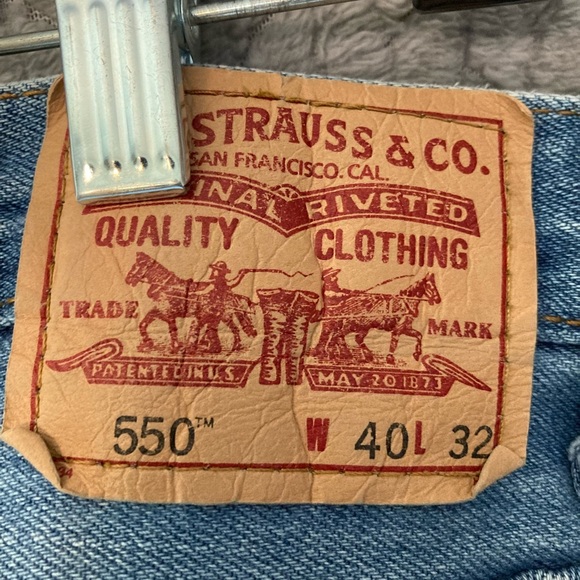 STRAUSS & CO.
SAN FRANCISCO. CAL.
INAL RIVETED
QUALITY CLOTHING
TRADE MARK
PATENTED IN U.S. MAY 20 1873
550™ W 40 L 32